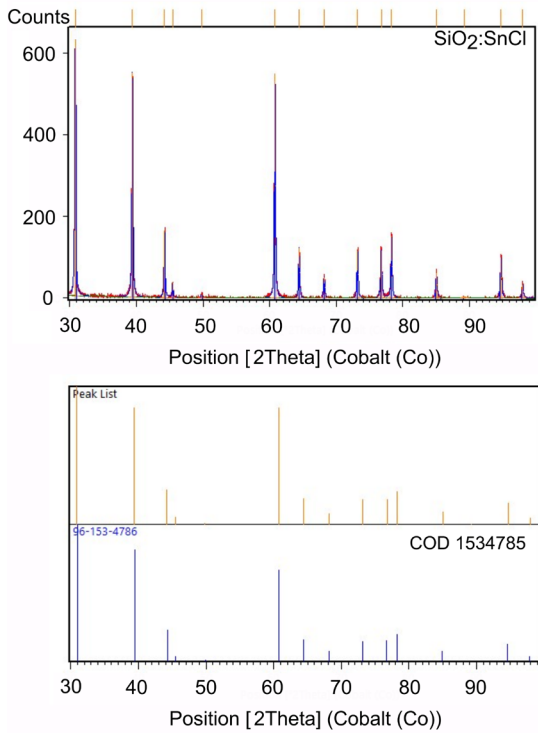 Counts
SiO2:SnCl
600
400
200
0
30 40 50 60 70 80 90
Position [2Theta] (Cobalt (Co))
Peak List
96-153-4786
COD 1534785
30 40 50 60 70 80 90
Position [2Theta] (Cobalt (Co))